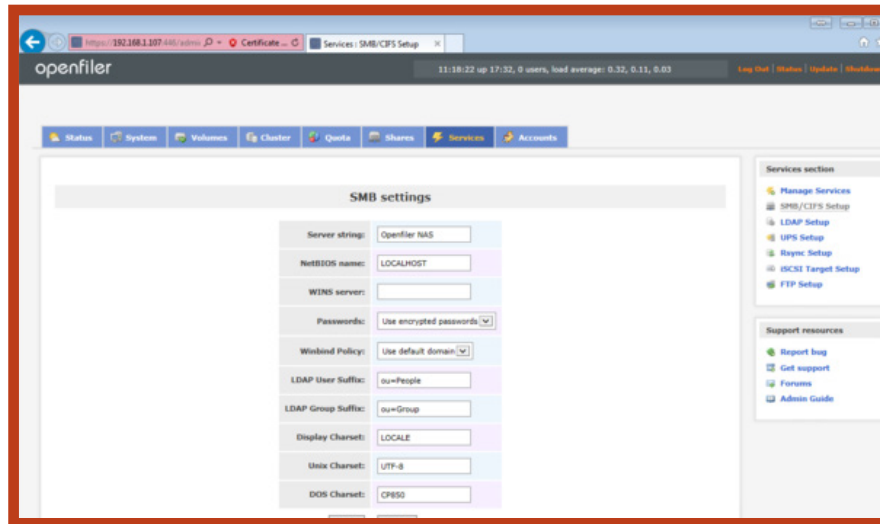 https://192.168.1.107:446/admin
Certificate ...
Services : SMB/CIFS Setup
openfiler
11:18:22 up 17:32, 0 users, load average: 0.32, 0.11, 0.03
Log Out | Status | Update | Shutdown
Status System Volumes Cluster Quota Shares Services Accounts
SMB settings
Server string: Openfiler NAS
NetBIOS name: LOCALHOST
WINS server:
Passwords: Use encrypted passwords
Winbind Policy: Use default domain
LDAP User Suffix: ou=People
LDAP Group Suffix: ou=Group
Display Charset: LOCALE
Unix Charset: UTF-8
DOS Charset: CP850
Services section
Manage Services
SMB/CIFS Setup
LDAP Setup
UPS Setup
Rsync Setup
iSCSI Target Setup
FTP Setup
Support resources
Report bug
Get support
Forums
Admin Guide